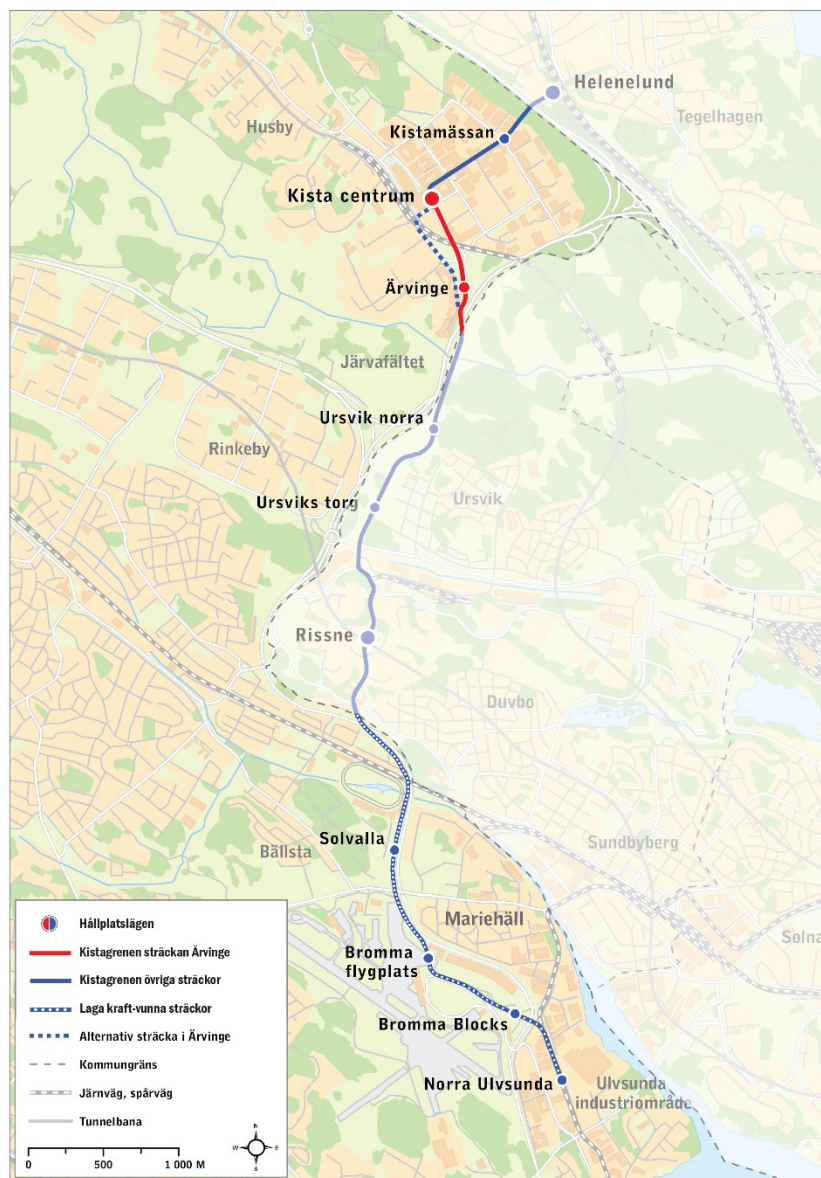 Helenelund
Tegelhagen
Husby
Kistamässan
Kista centrum
Ärvinge
Järvafältet
Ursvik norra
Rinkeby
Ursviks torg
Ursvik
Rissne
Duvbo
Solvalla
Bällsta
Sundbyberg
Mariehäll
Solna
Bromma
flygplats
Bromma Blocks
Norra Ulvsunda
Ulvsunda
industriområde
Hållplatslägen
Kistagrenen sträckan Ärvinge
Kistagrenen övriga sträckor
Laga kraft-vunna sträckor
Alternativ sträcka i Ärvinge
Kommungräns
Järnväg, spårväg
Tunnelbana
N
W E
S
0 500 1 000 M